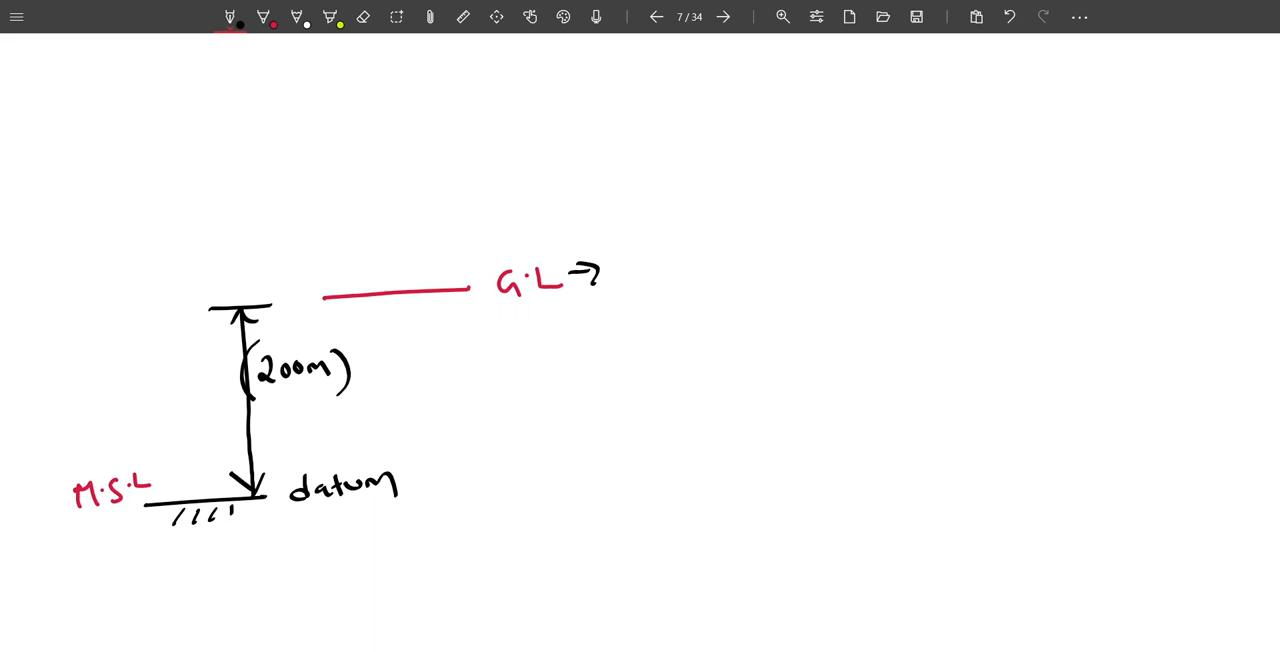 7 / 34
G.L →
(200m)
M.S.L
datum